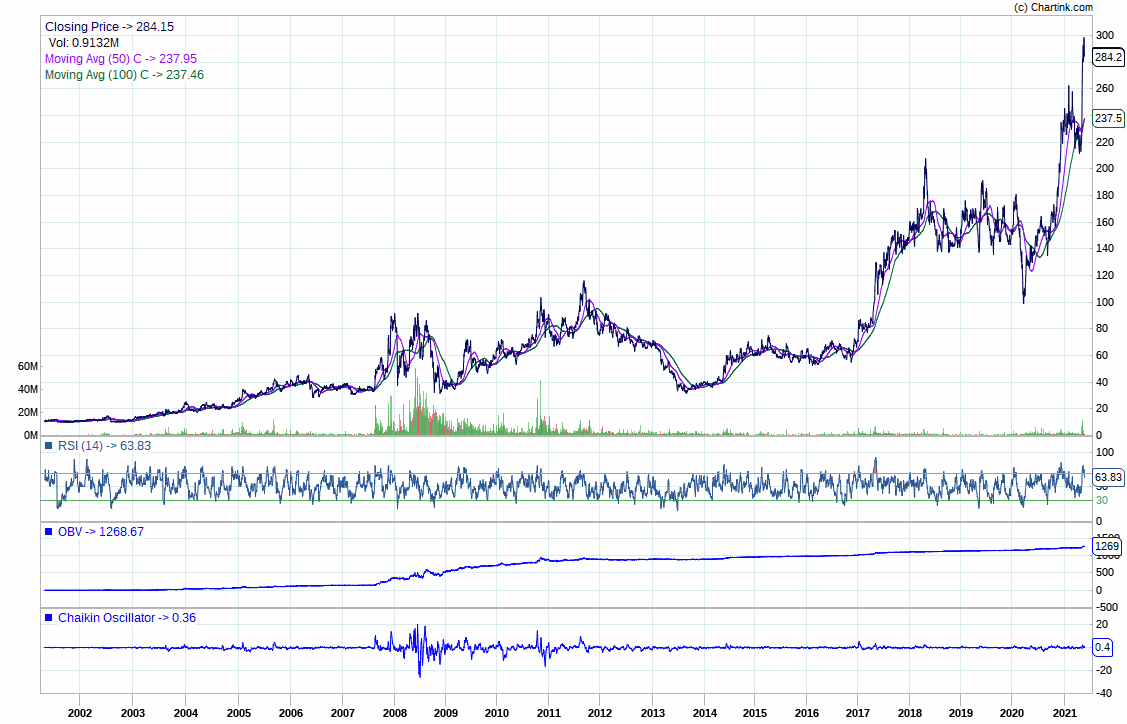 (c) Chartink.com
Closing Price -> 284.15
Vol: 0.9132M
Moving Avg (50) C -> 237.95
Moving Avg (100) C -> 237.46
300
284.2
260
237.5
220
200
180
160
140
120
100
80
60
40
20
0
60M
40M
20M
0M
RSI (14) -> 63.83
100
63.83
30
0
OBV -> 1268.67
1269
500
0
-500
Chaikin Oscillator -> 0.36
20
0.4
-20
-40
2002 2003 2004 2005 2006 2007 2008 2009 2010 2011 2012 2013 2014 2015 2016 2017 2018 2019 2020 2021